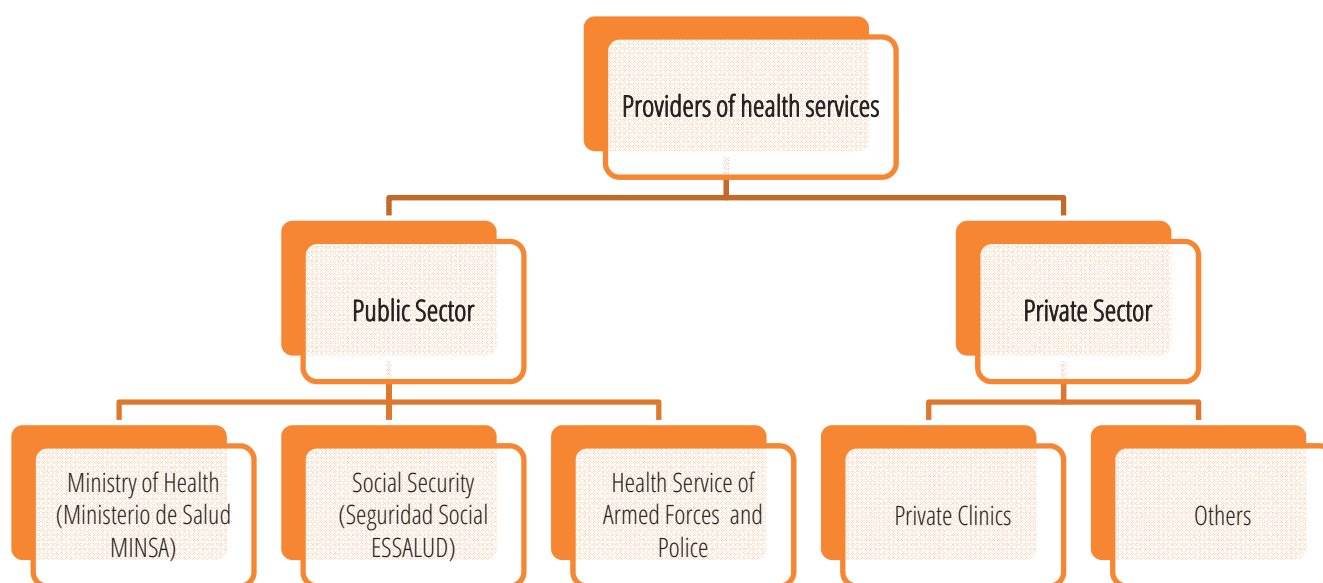 Providers of health services
Public Sector
Private Sector
Ministry of Health
(Ministerio de Salud
MINSA)
Social Security
(Seguridad Social
ESSALUD)
Health Service of
Armed Forces and
Police
Private Clinics
Others